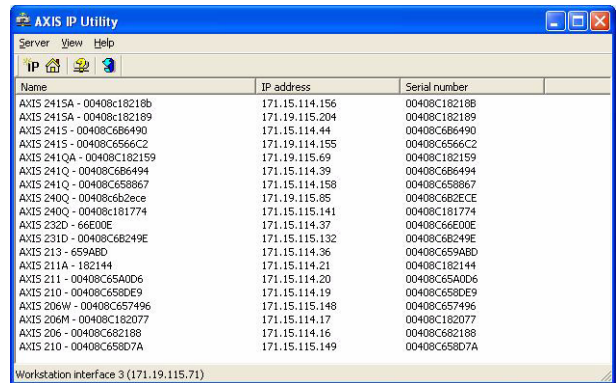 AXIS IP Utility
Server View Help
IP
Name IP address Serial number
AXIS 241SA - 00408c18218b 171.15.114.156 00408C18218B
AXIS 241SA - 00408c182189 171.19.115.204 00408C182189
AXIS 241S - 00408C6B6490 171.15.114.44 00408C6B6490
AXIS 241S - 00408C6566C2 171.19.114.155 00408C6566C2
AXIS 241QA - 00408C182159 171.19.115.69 00408C182159
AXIS 241Q - 00408C6B6494 171.15.114.39 00408C6B6494
AXIS 241Q - 00408C658867 171.15.114.158 00408C658867
AXIS 240Q - 00408c6b2ece 171.19.115.85 00408C6B2ECE
AXIS 240Q - 00408c181774 171.15.115.141 00408C181774
AXIS 232D - 66E00E 171.15.114.37 00408C66E00E
AXIS 231D - 00408C6B249E 171.15.115.132 00408C6B249E
AXIS 213 - 659ABD 171.15.114.36 00408C659ABD
AXIS 211A - 182144 171.15.114.21 00408C182144
AXIS 211 - 00408C65A0D6 171.15.114.20 00408C65A0D6
AXIS 210 - 00408C658DE9 171.15.114.19 00408C658DE9
AXIS 206W - 00408C657496 171.15.115.148 00408C657496
AXIS 206M - 00408C182077 171.15.114.17 00408C182077
AXIS 206 - 00408C682188 171.15.114.16 00408C682188
AXIS 210 - 00408C658D7A 171.15.115.149 00408C658D7A
Workstation interface 3 (171.19.115.71)